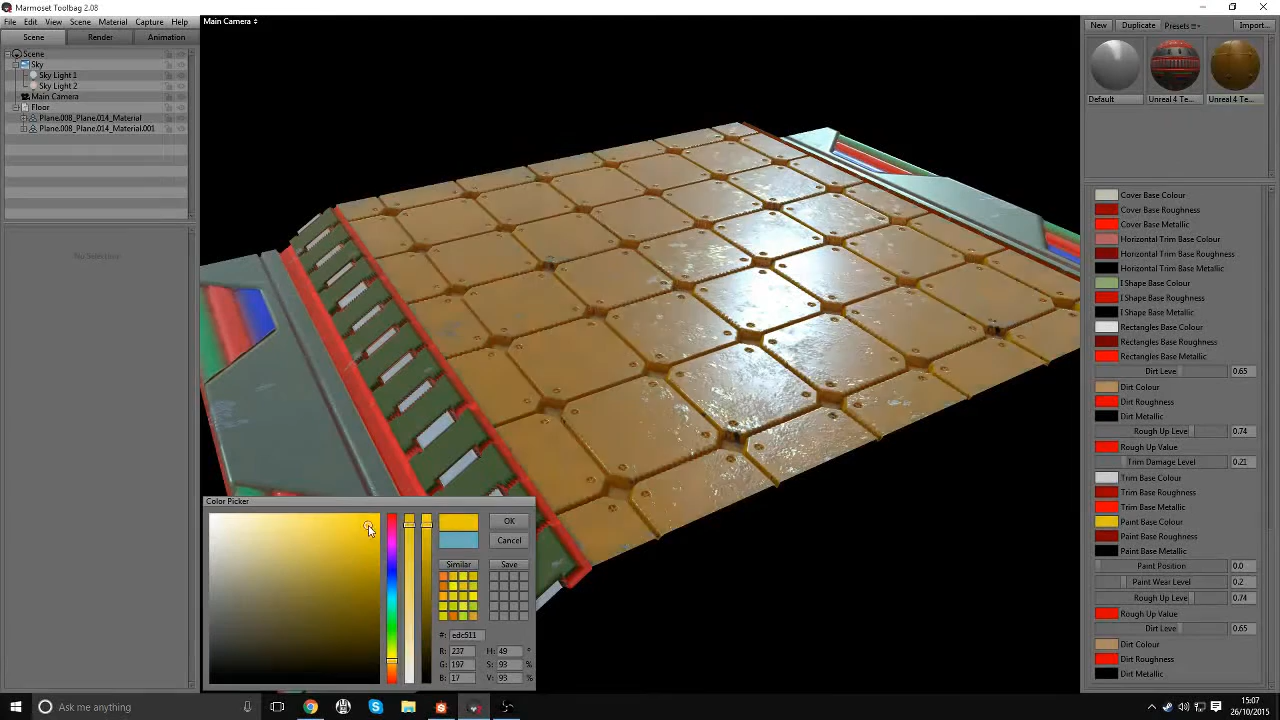 Marmoset Toolbag 2.08
File Edit View Scene Material Capture Help
Scene Render Animation
Scene
Sky
Sky Light 1
Sky Light 2
Main Camera
Floor
Plane.008_Plane.014_Material
Plane.008_Plane.014_Material.001
No Selection
Main Camera
New Duplicate Presets Import...
Default Unreal 4 Te... Unreal 4 Te...
Cover Base Colour
Cover Base Roughness
Cover Base Metallic
Horizontal Trim Base Colour
Horizontal Trim Base Roughness
Horizontal Trim Base Metallic
I Shape Base Colour
I Shape Base Roughness
I Shape Base Metallic
Rectangles Base Colour
Rectangles Base Roughness
Rectangles Base Metallic
Dirt Level 0.65
Dirt Colour
Dirt Roughness
Dirt Metallic
Rough Up Level 0.74
Rough Up Value
Trim Damage Level 0.21
Trim Base Colour
Trim Base Roughness
Trim Base Metallic
Paint Base Colour
Paint Base Roughness
Paint Base Metallic
Paint Position 0.0
Paint Wear Level 0.2
Rough Up Leve 0.74
Rough Up Value
Dirt Leve 0.65
Dirt Colour
Dirt Roughness
Dirt Metallic
Color Picker
OK
Cancel
Similar Save
#: edc511
R: 237 H: 49 °
G: 197 S: 93 %
B: 17 V: 93 %
Ask me anything
15:07
26/10/2015